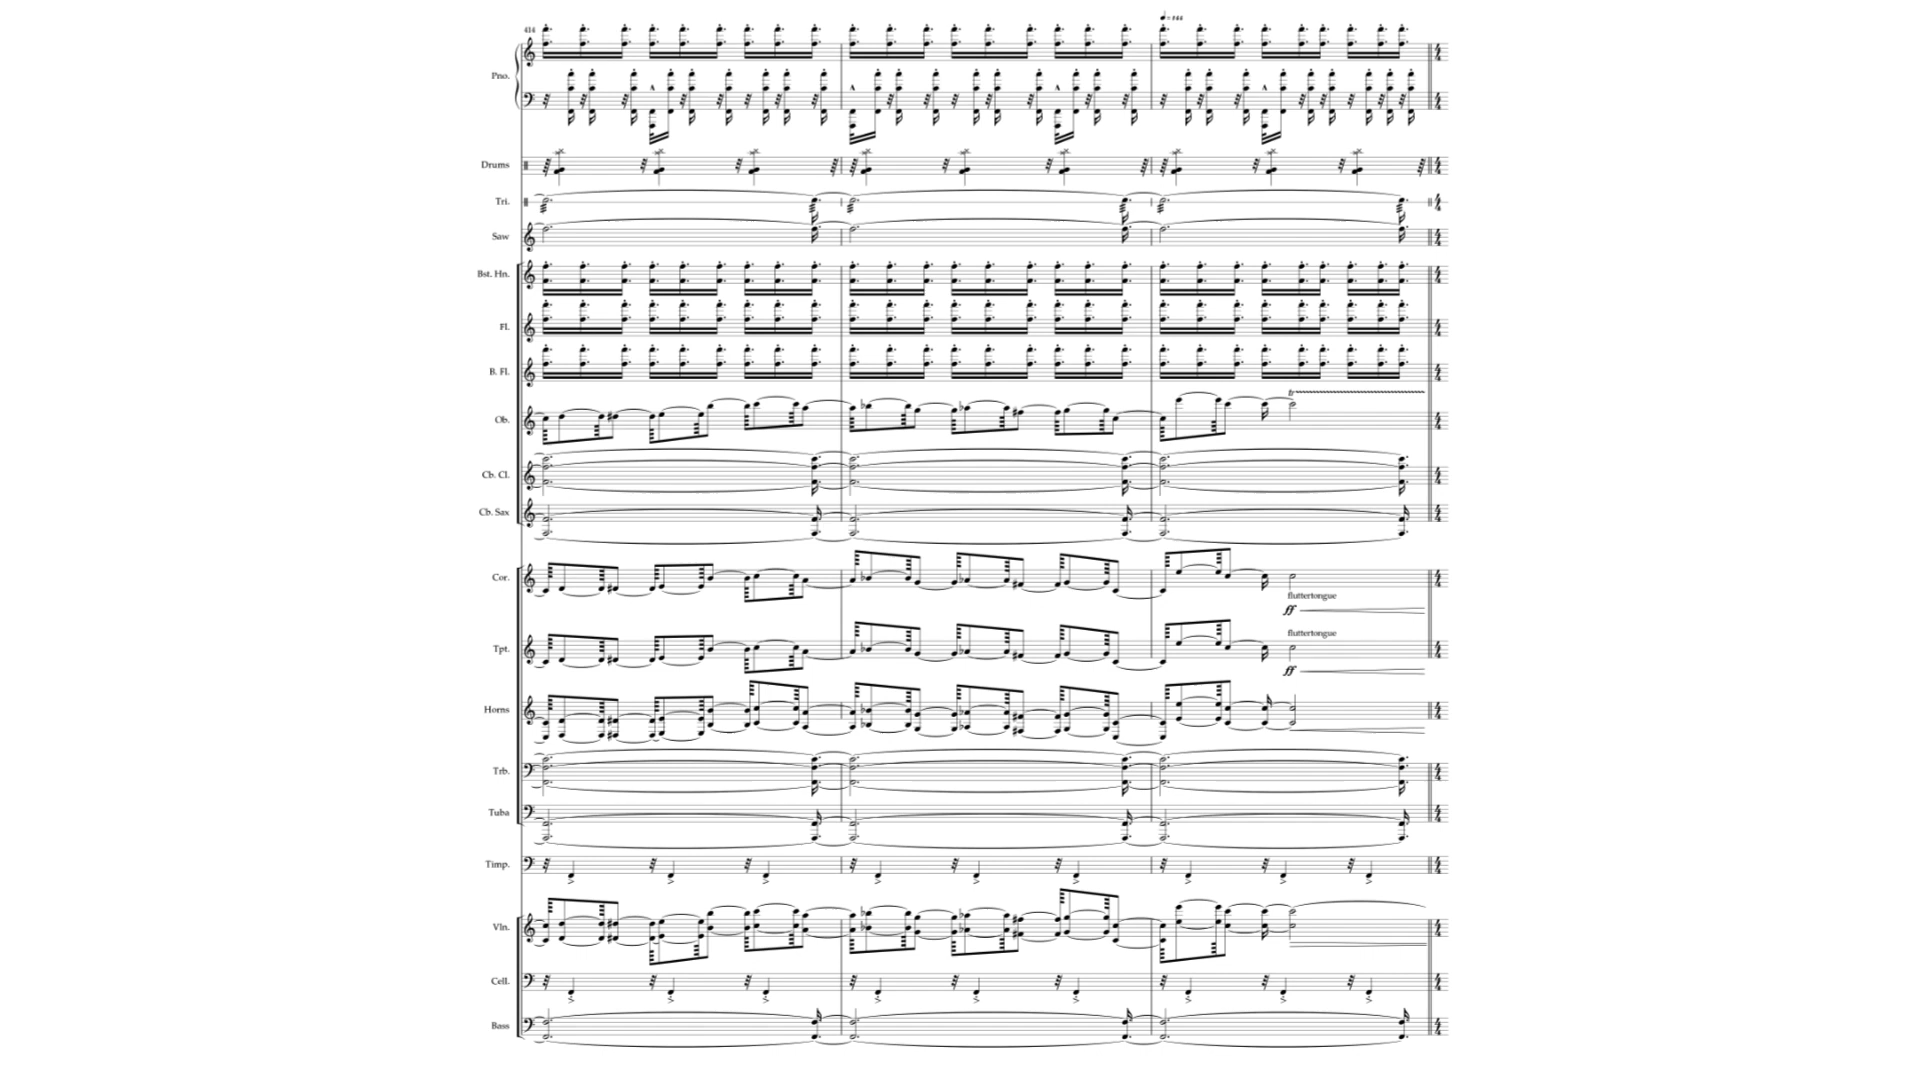 414
Pno.
Drums
Tri.
Saw
Bst. Hn.
Fl.
B. Fl.
Ob.
tr
Cb. Cl.
Cb. Sax
Cor.
fluttertongue
ff
fluttertongue
Tpt.
ff
Horns
Trb.
Tuba
Timp.
Vln.
Cell.
Bass